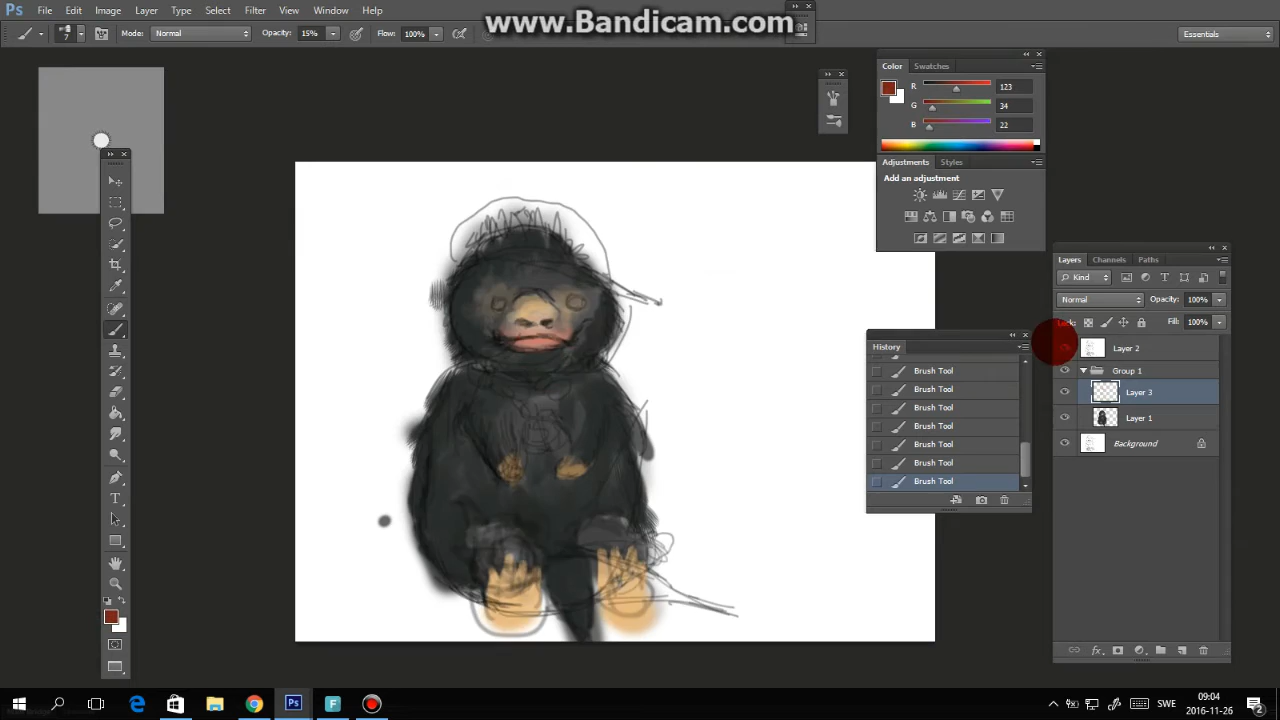 www.Bandicam.com
Ps File Edit Image Layer Type Select Filter View Window Help
7 Mode: Normal Opacity: 15% Flow: 100% Essentials
Color Swatches
R 123
G 34
B 22
Adjustments Styles
Add an adjustment
Layers Channels Paths
Kind
Normal Opacity: 100%
Fill: 100%
Layer 2
Group 1
Layer 3
Layer 1
Background
History
Brush Tool
Brush Tool
Brush Tool
Brush Tool
Brush Tool
Brush Tool
Brush Tool
T
e Ps F SWE 09:04
2016-11-26 2